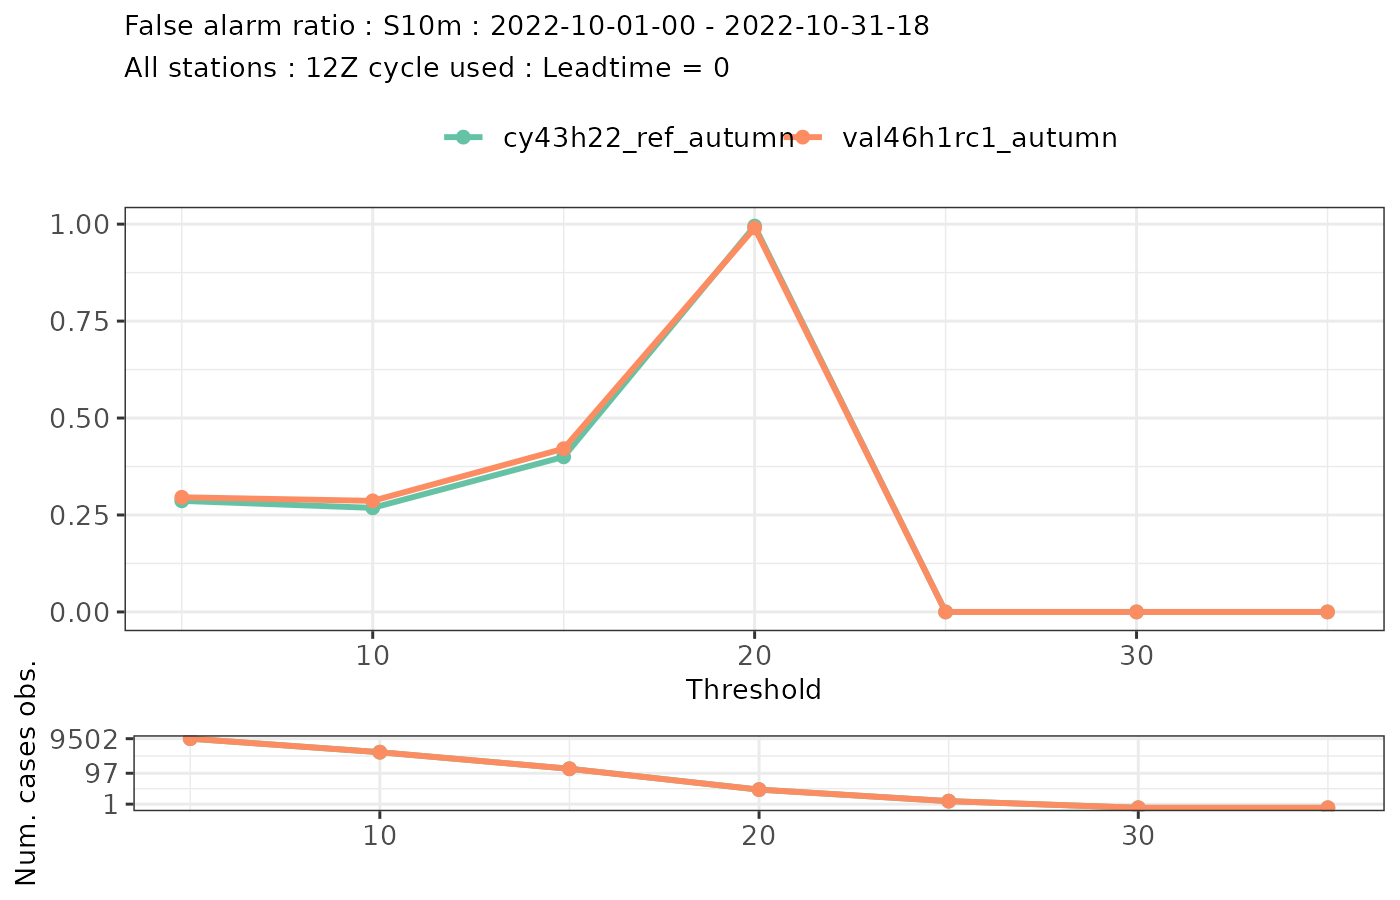 False alarm ratio : S10m : 2022-10-01-00 - 2022-10-31-18
All stations : 12Z cycle used : Leadtime = 0
cy43h22_ref_autumn val46h1rc1_autumn
1.00
0.75
0.50
0.25
0.00
10 20 30
Threshold
Num. cases obs.
9502
97
1
10 20 30